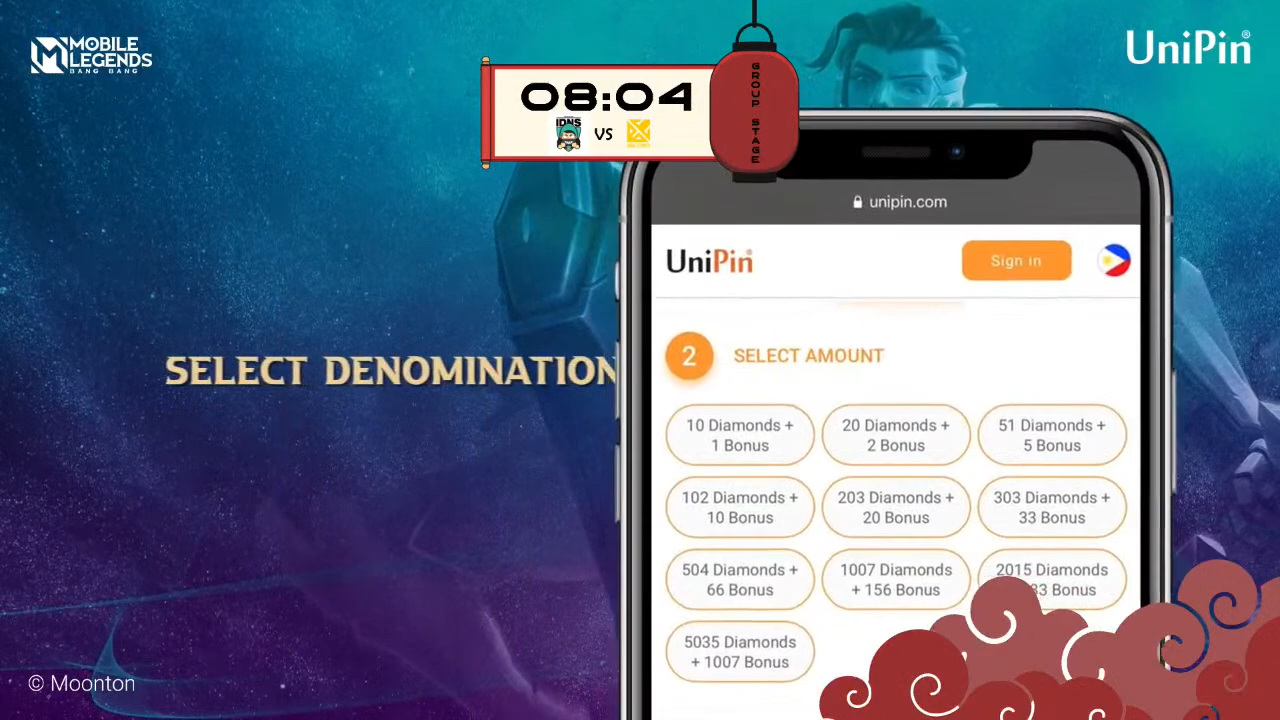 MOBILE
LEGENDS
BANG BANG
UniPin
08:04
IDNS
VS
GROUP STAGE
unipin.com
UniPin
Sign in
2
SELECT AMOUNT
SELECT DENOMINATION
10 Diamonds +
1 Bonus
20 Diamonds +
2 Bonus
51 Diamonds +
5 Bonus
102 Diamonds +
10 Bonus
203 Diamonds +
20 Bonus
303 Diamonds +
33 Bonus
504 Diamonds +
66 Bonus
1007 Diamonds
+ 156 Bonus
2015 Diamonds
Bonus
5035 Diamonds
+ 1007 Bonus
© Moonton